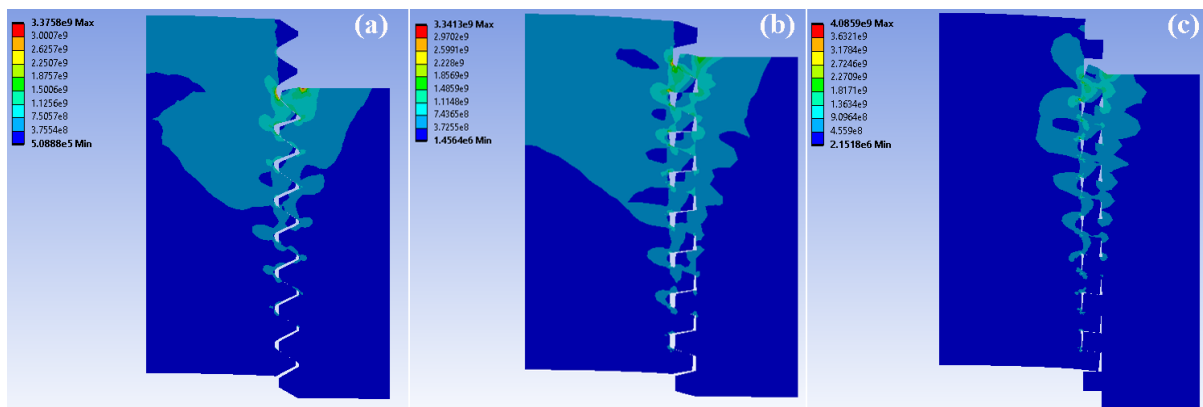 3.3758e9 Max
3.0007e9
2.6257e9
2.2507e9
1.8757e9
1.5006e9
1.1256e9
7.5057e8
3.7554e8
5.0888e5 Min
(a)
3.3413e9 Max
2.9702e9
2.5991e9
2.228e9
1.8569e9
1.4859e9
1.1148e9
7.4365e8
3.7255e8
1.4564e6 Min
(b)
4.0859e9 Max
3.6321e9
3.1784e9
2.7246e9
2.2709e9
1.8171e9
1.3634e9
9.0964e8
4.559e8
2.1518e6 Min
(c)